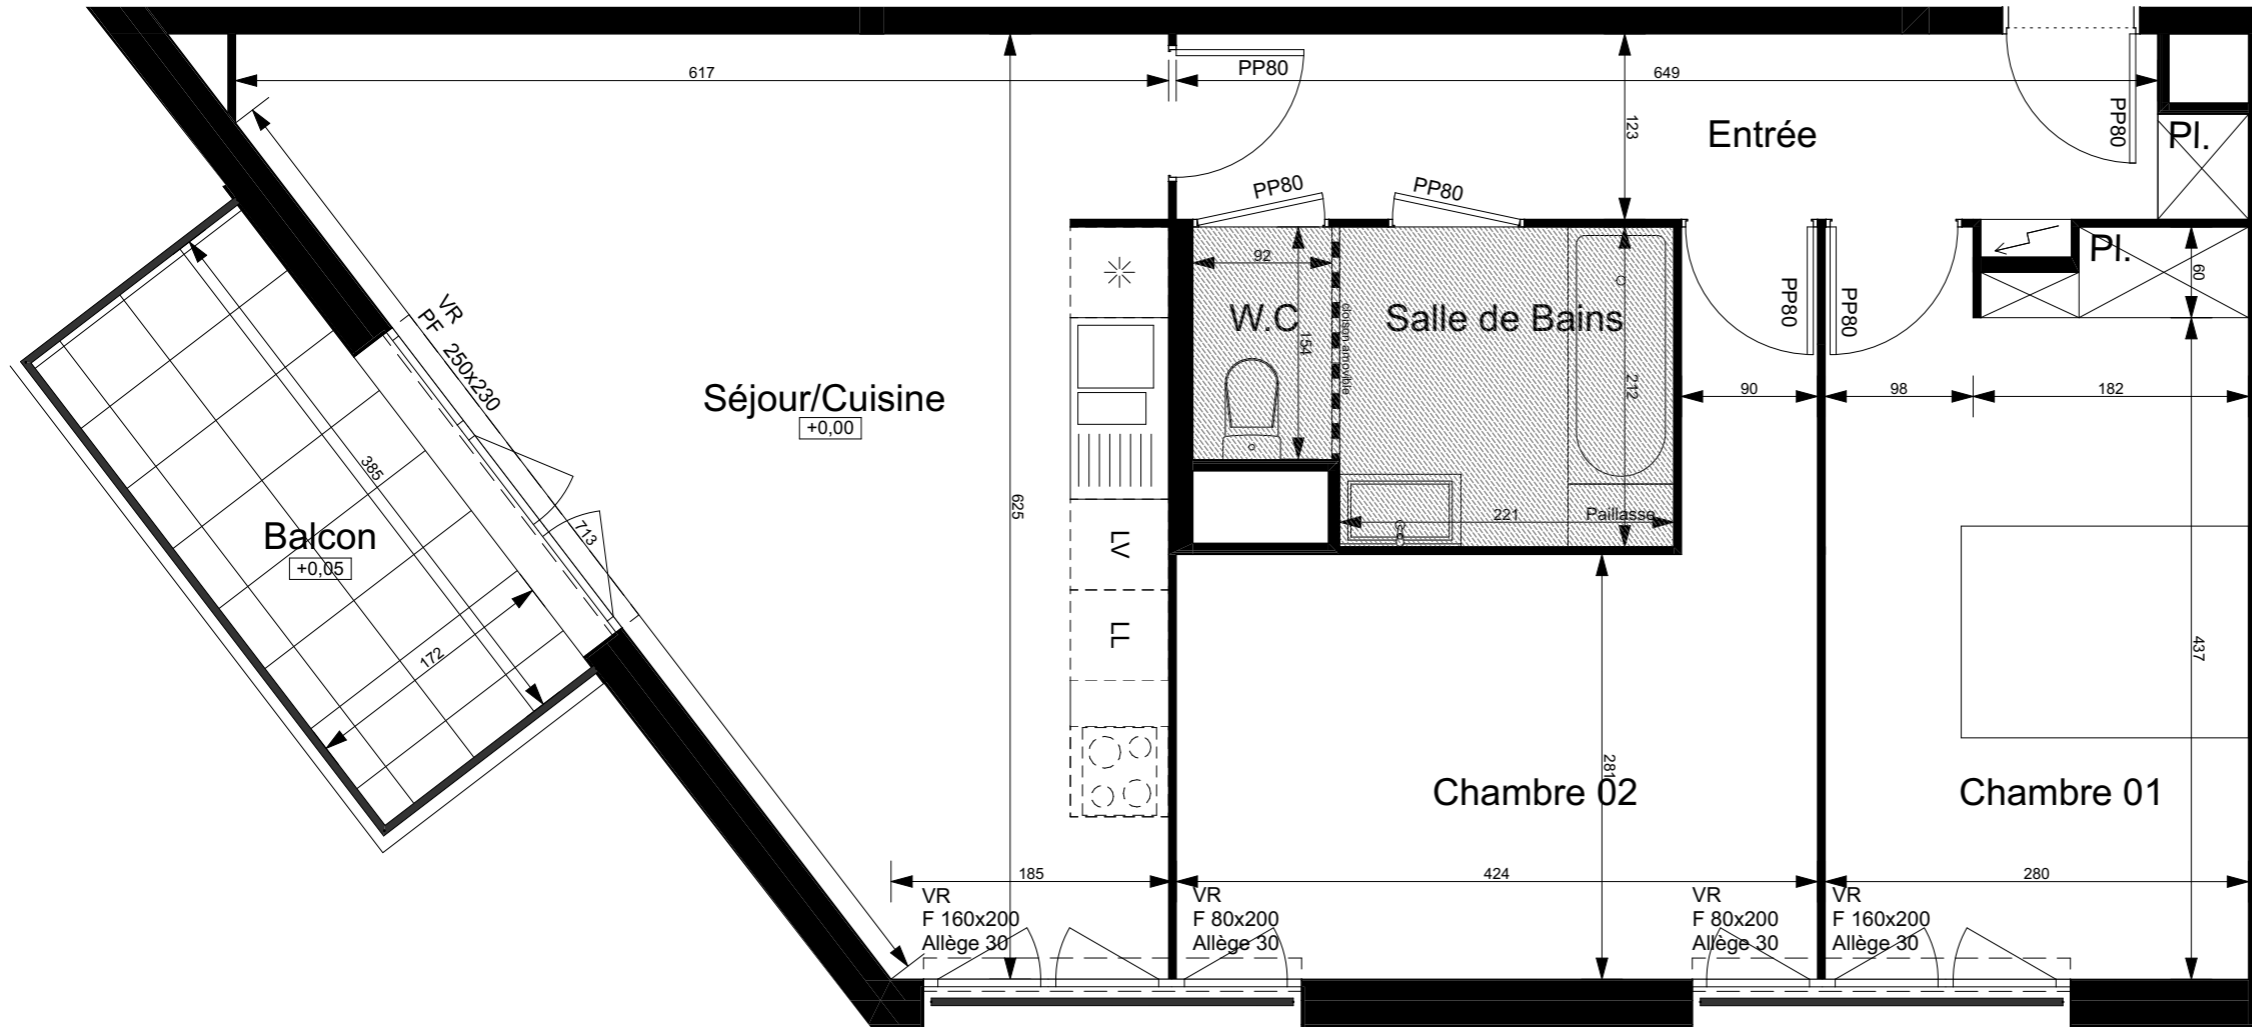 617
PP80
649
123
Entrée
PP80
Pl.
PP80
PP80
92
W.C
154
cloison amovible
Salle de Bains
212
PP80
PP80
Pl.
60
VR
PF 250x230
Séjour/Cuisine
+0,00
90
98
182
385
713
Balcon
+0,05
172
625
LV
LL
221
Paillasse
437
281
Chambre 02
Chambre 01
185
424
280
VR
F 160x200
Allège 30
VR
F 80x200
Allège 30
VR
F 80x200
Allège 30
VR
F 160x200
Allège 30